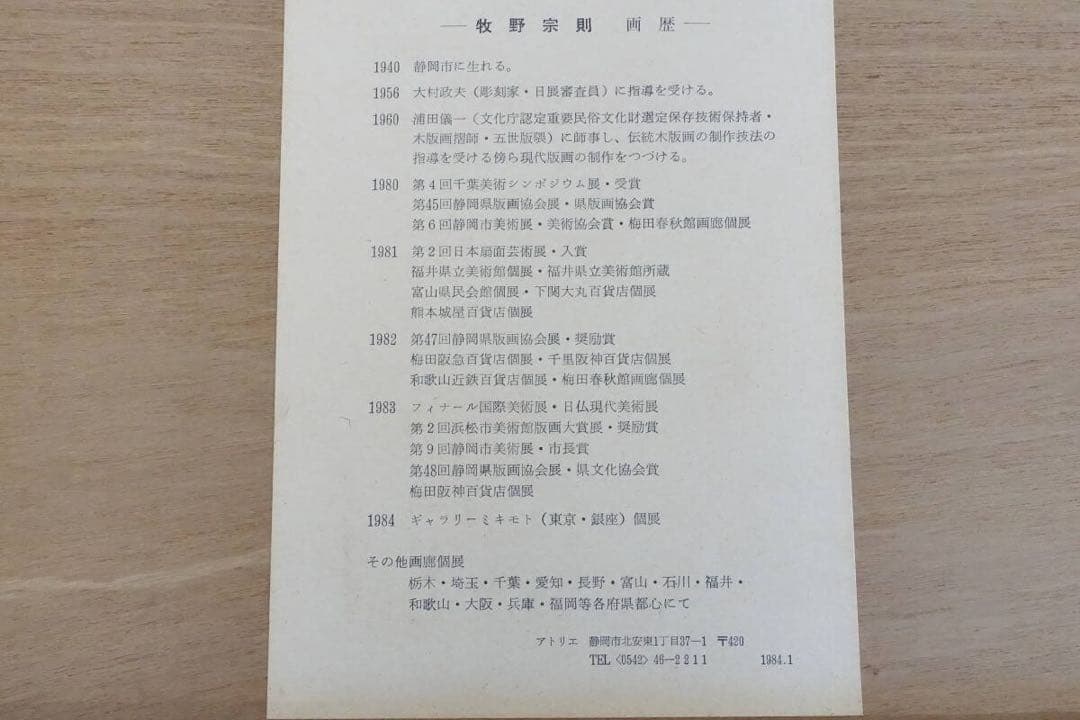 ― 牧野宗則 画歴 ―
1940 静岡市に生れる。
1956 大村政夫（彫刻家・日展審査員）に指導を受ける。
1960 浦田儀一（文化庁認定重要民俗文化財選定保存技術保持者・
木版画摺師・五世版㬢）に師事し、伝統木版画の制作技法の
指導を受ける傍ら現代版画の制作をつづける。
1980 第4回千葉美術シンポジウム展・受賞
第45回静岡県版画協会展・県版画協会賞
第6回静岡市美術展・美術協会賞・梅田春秋館画廊個展
1981 第2回日本扇面芸術展・入賞
福井県立美術館個展・福井県立美術館所蔵
富山県民会館個展・下関大丸百貨店個展
熊本城屋百貨店個展
1982 第47回静岡県版画協会展・奨励賞
梅田阪急百貨店個展・千里阪神百貨店個展
和歌山近鉄百貨店個展・梅田春秋館画廊個展
1983 フィナール国際美術展・日仏現代美術展
第2回浜松市美術館版画大賞展・奨励賞
第9回静岡市美術展・市長賞
第48回静岡県版画協会展・県文化協会賞
梅田阪神百貨店個展
1984 ギャラリーミキモト（東京・銀座）個展
その他画廊個展
栃木・埼玉・千葉・愛知・長野・富山・石川・福井・
和歌山・大阪・兵庫・福岡等各府県都心にて
アトリエ 静岡市北安東1丁目37−1 〒420
TEL〈0542〉46−2211 1984.1